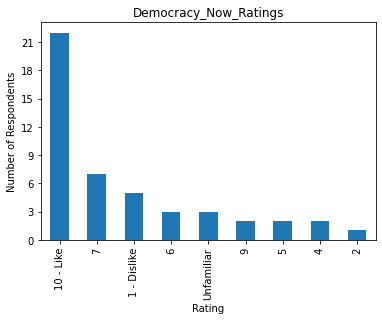 Democracy_Now_Ratings
Number of Respondents
21
18
15
12
9
6
3
0
10 - Like
7
1 - Dislike
6
Unfamiliar
9
5
4
2
Rating